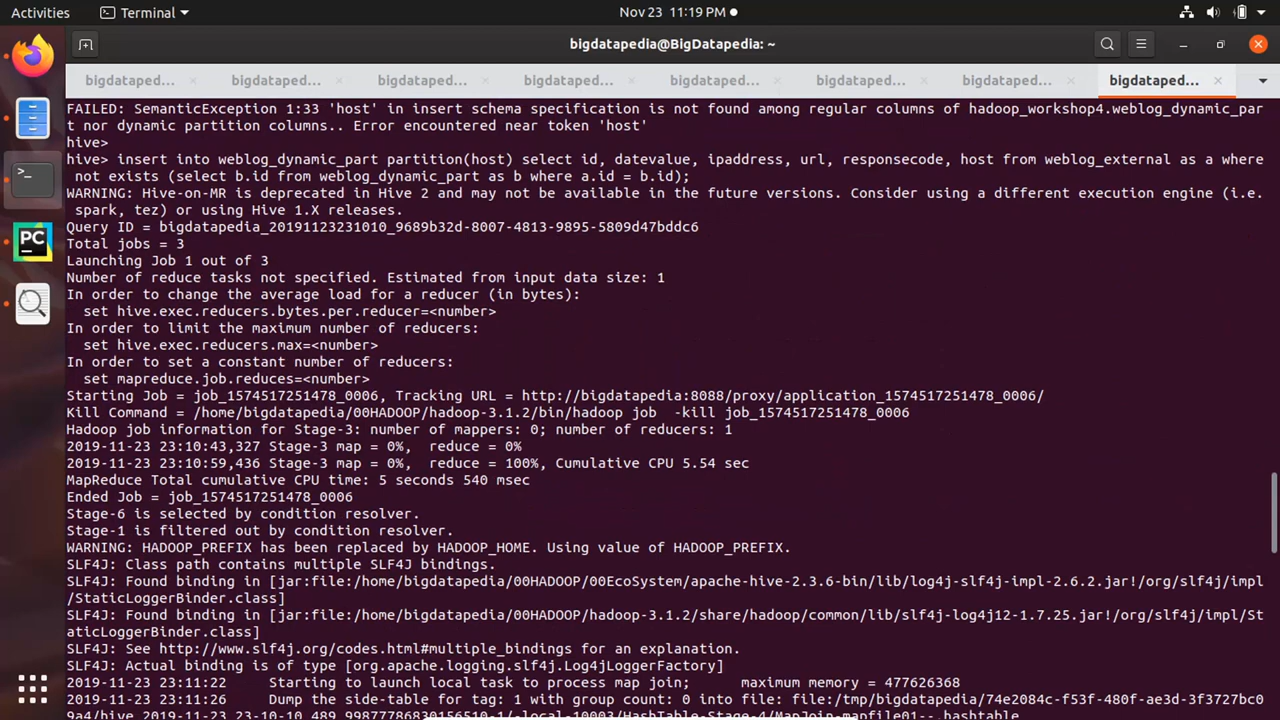 Activities
Terminal
Nov 23 11:19 PM
bigdatapedia@BigDatapedia: ~
bigdataped...
bigdataped...
bigdataped...
bigdataped...
bigdataped...
bigdataped...
bigdataped...
bigdataped...
FAILED: SemanticException 1:33 'host' in insert schema specification is not found among regular columns of hadoop_workshop4.weblog_dynamic_par
t nor dynamic partition columns.. Error encountered near token 'host'
hive>
hive> insert into weblog_dynamic_part partition(host) select id, datevalue, ipaddress, url, responsecode, host from weblog_external as a where
not exists (select b.id from weblog_dynamic_part as b where a.id = b.id);
WARNING: Hive-on-MR is deprecated in Hive 2 and may not be available in the future versions. Consider using a different execution engine (i.e.
spark, tez) or using Hive 1.X releases.
Query ID = bigdatapedia_20191123231010_9689b32d-8007-4813-9895-5809d47bddc6
Total jobs = 3
Launching Job 1 out of 3
Number of reduce tasks not specified. Estimated from input data size: 1
In order to change the average load for a reducer (in bytes):
set hive.exec.reducers.bytes.per.reducer=<number>
In order to limit the maximum number of reducers:
set hive.exec.reducers.max=<number>
In order to set a constant number of reducers:
set mapreduce.job.reduces=<number>
Starting Job = job_1574517251478_0006, Tracking URL = http://bigdatapedia:8088/proxy/application_1574517251478_0006/
Kill Command = /home/bigdatapedia/00HADOOP/hadoop-3.1.2/bin/hadoop job  -kill job_1574517251478_0006
Hadoop job information for Stage-3: number of mappers: 0; number of reducers: 1
2019-11-23 23:10:43,327 Stage-3 map = 0%,  reduce = 0%
2019-11-23 23:10:59,436 Stage-3 map = 0%,  reduce = 100%, Cumulative CPU 5.54 sec
MapReduce Total cumulative CPU time: 5 seconds 540 msec
Ended Job = job_1574517251478_0006
Stage-6 is selected by condition resolver.
Stage-1 is filtered out by condition resolver.
WARNING: HADOOP_PREFIX has been replaced by HADOOP_HOME. Using value of HADOOP_PREFIX.
SLF4J: Class path contains multiple SLF4J bindings.
SLF4J: Found binding in [jar:file:/home/bigdatapedia/00HADOOP/00EcoSystem/apache-hive-2.3.6-bin/lib/log4j-slf4j-impl-2.6.2.jar!/org/slf4j/impl
/StaticLoggerBinder.class]
SLF4J: Found binding in [jar:file:/home/bigdatapedia/00HADOOP/hadoop-3.1.2/share/hadoop/common/lib/slf4j-log4j12-1.7.25.jar!/org/slf4j/impl/St
aticLoggerBinder.class]
SLF4J: See http://www.slf4j.org/codes.html#multiple_bindings for an explanation.
SLF4J: Actual binding is of type [org.apache.logging.slf4j.Log4jLoggerFactory]
2019-11-23 23:11:22     Starting to launch local task to process map join;      maximum memory = 477626368
2019-11-23 23:11:26     Dump the side-table for tag: 1 with group count: 0 into file: file:/tmp/bigdatapedia/74e2084c-f53f-480f-ae3d-3f3727bc0
9a4/hive_2019-11-23_23-10-10_489_9987778683015651​0-1/-local-10003/HashTable-Stage-4/MapJoin-mapfile01--.hashtable